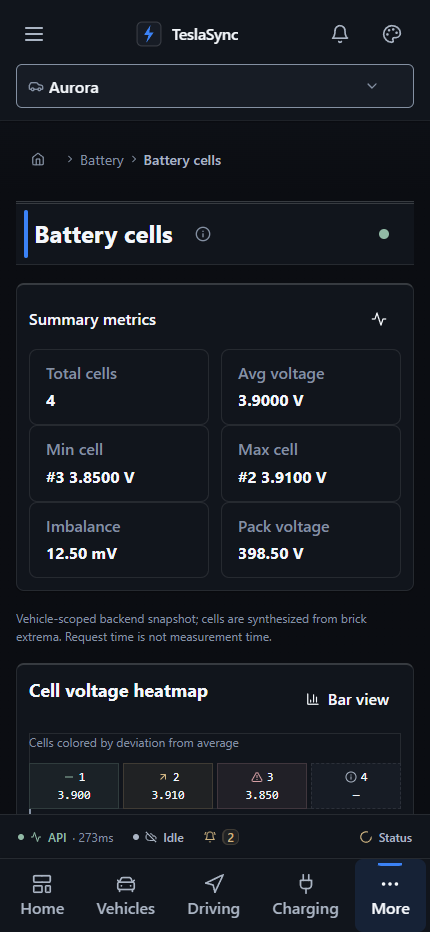 TeslaSync
Aurora
Battery
Battery cells
Battery cells
Summary metrics
Total cells
4
Avg voltage
3.9000 V
Min cell
#3 3.8500 V
Max cell
#2 3.9100 V
Imbalance
12.50 mV
Pack voltage
398.50 V
Vehicle-scoped backend snapshot; cells are synthesized from brick
extrema. Request time is not measurement time.
Cell voltage heatmap
Bar view
Cells colored by deviation from average
1
3.900
2
3.910
3
3.850
4
—
API · 273ms
Idle
2
Status
Home
Vehicles
Driving
Charging
More